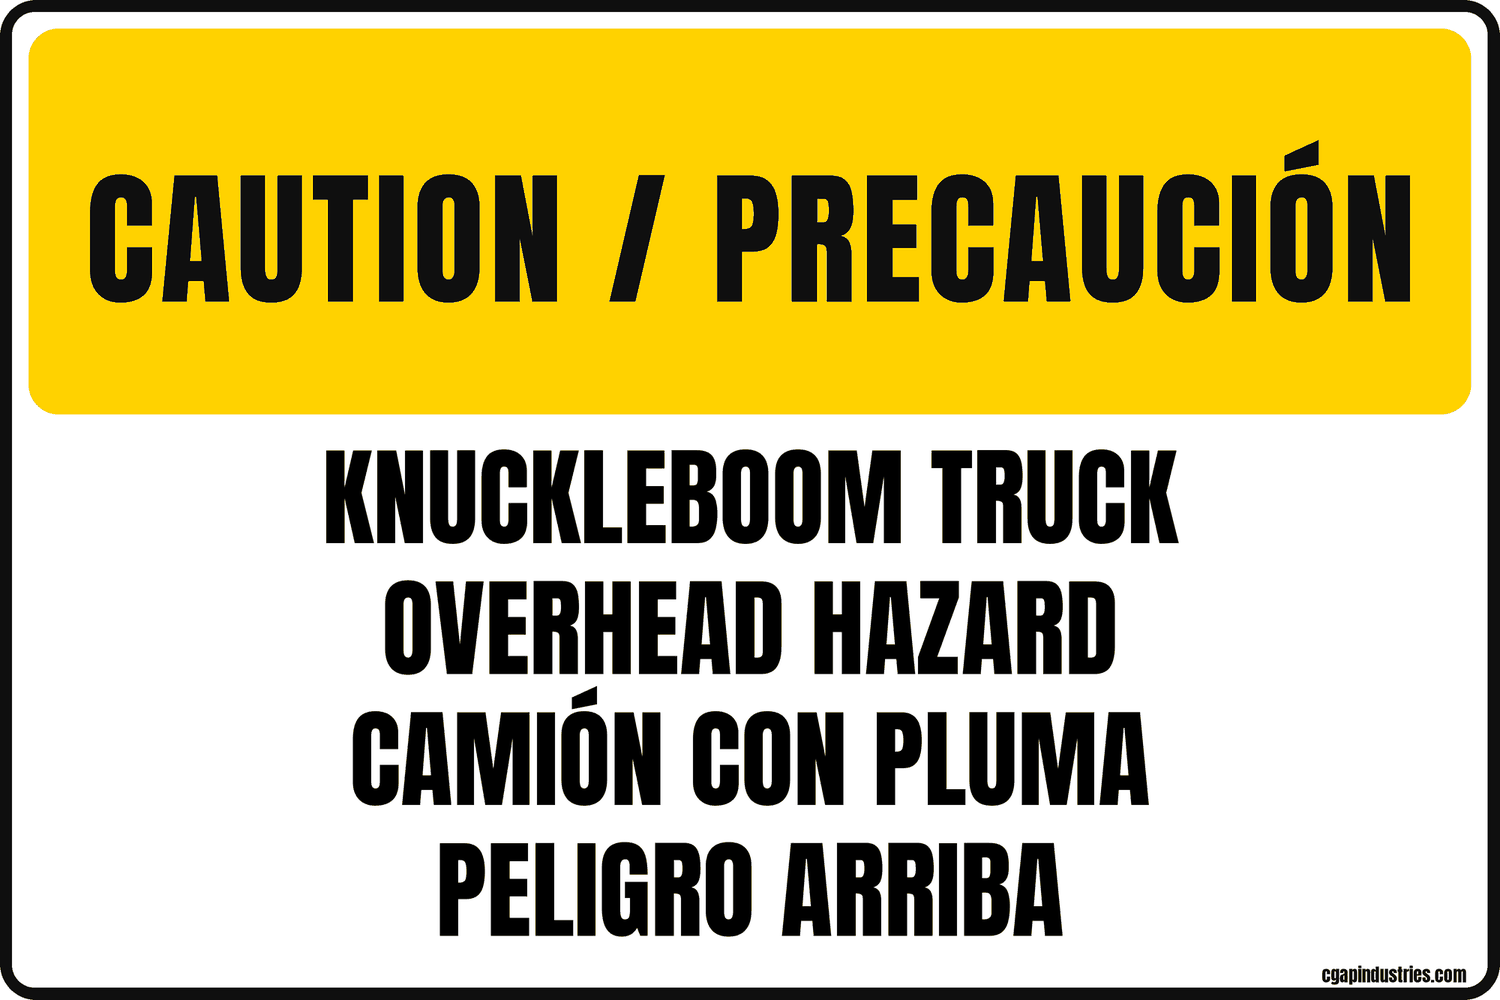 CAUTION / PRECAUCIÓN
KNUCKLEBOOM TRUCK
OVERHEAD HAZARD
CAMIÓN CON PLUMA
PELIGRO ARRIBA
cgapindustries.com